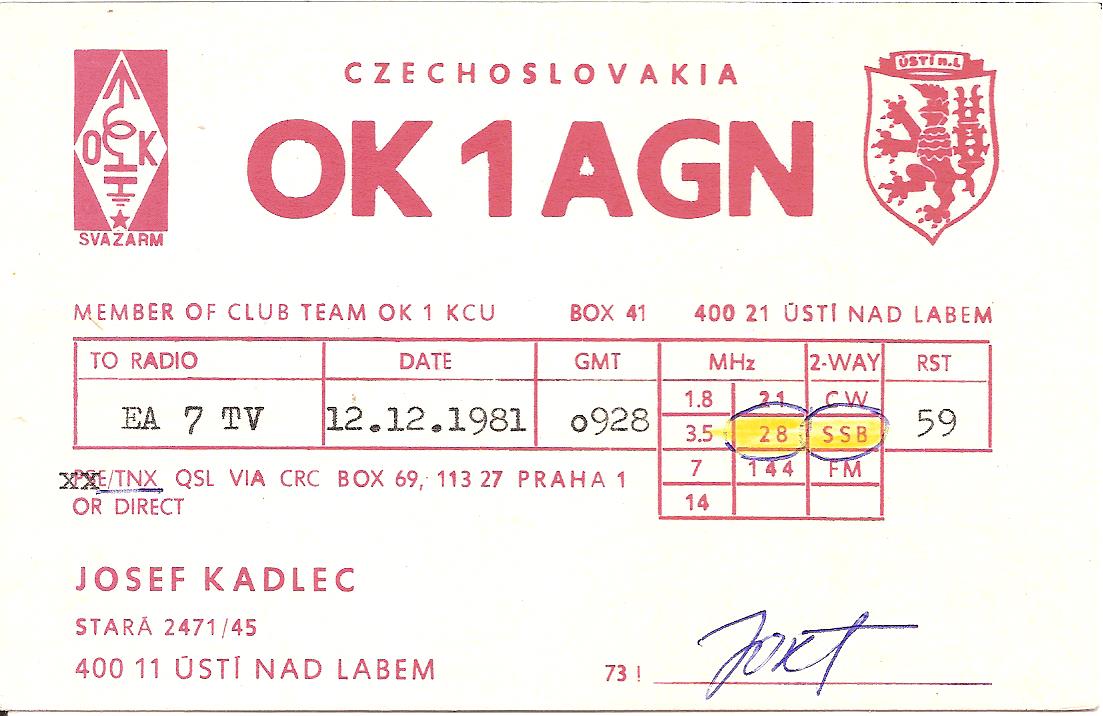 CZECHOSLOVAKIA
ÚSTÍ n.L
OK 1 AGN
O K
SVAZARM
MEMBER OF CLUB TEAM OK 1 KCU BOX 41 400 21 ÚSTÍ NAD LABEM
TO RADIO DATE GMT MHz 2-WAY RST
1.8 21 CW
EA 7 TV 12.12.1981 o928 3.5 28 SSB 59
7 144 FM
14
PSE/TNX QSL VIA CRC BOX 69, 113 27 PRAHA 1
OR DIRECT
JOSEF KADLEC
STARÁ 2471/45
400 11 ÚSTÍ NAD LABEM
73 !